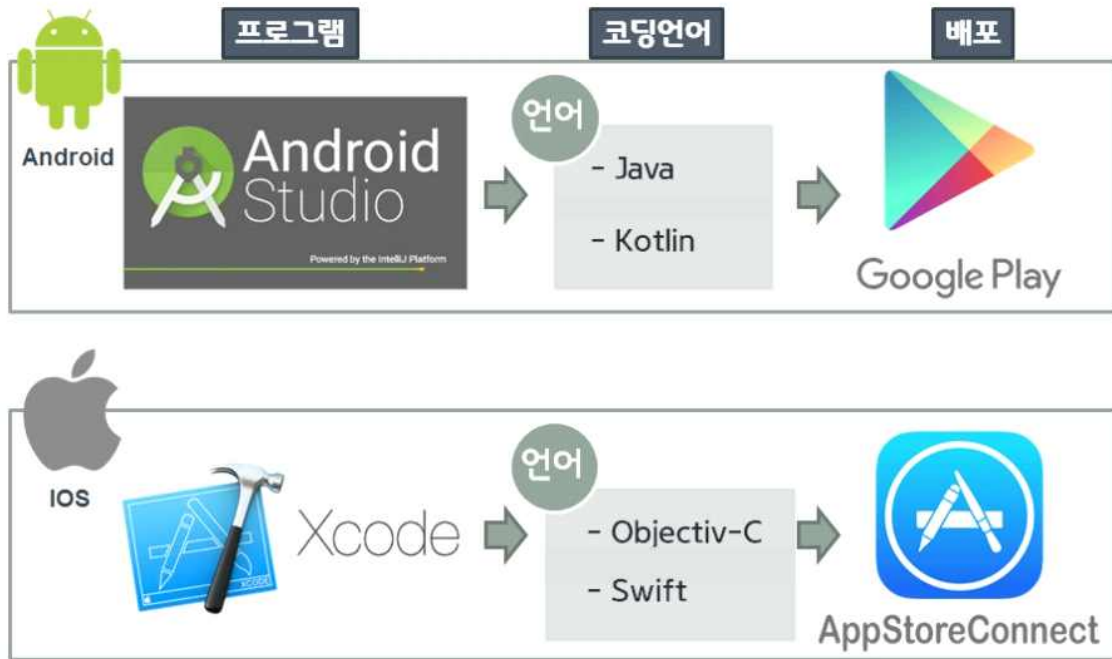 프로그램
코딩언어
배포
Android
Android
Studio
Powered by the IntelliJ Platform
언어
- Java
- Kotlin
Google Play
IOS
XCODE
Xcode
언어
- Objectiv-C
- Swift
AppStoreConnect